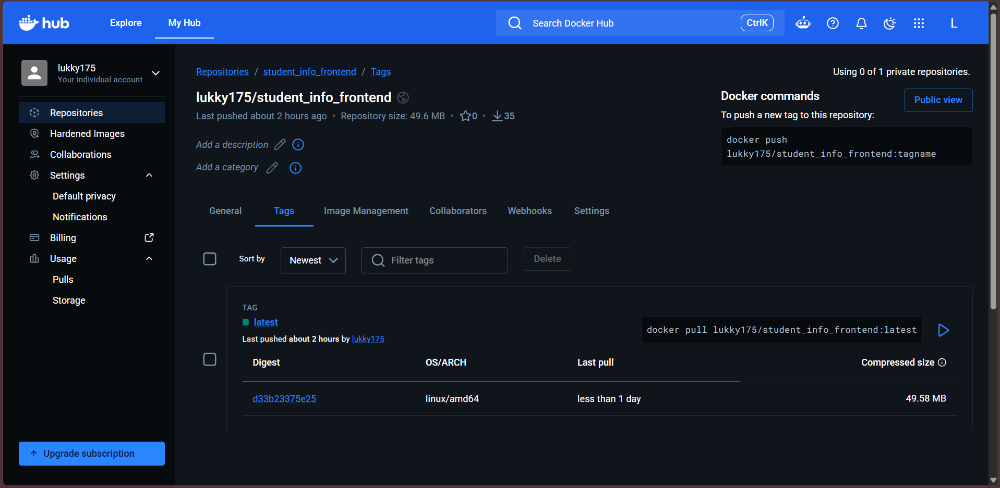 hub
Explore
My Hub
Search Docker Hub
CtrlK
L
lukky175
Your individual account
Repositories
Hardened Images
Collaborations
Settings
Default privacy
Notifications
Billing
Usage
Pulls
Storage
Upgrade subscription
Repositories / student_info_frontend / Tags
Using 0 of 1 private repositories.
lukky175/student_info_frontend
Last pushed about 2 hours ago • Repository size: 49.6 MB • 0 • 35
Add a description
Add a category
Docker commands
Public view
To push a new tag to this repository:
docker push
lukky175/student_info_frontend:tagname
General
Tags
Image Management
Collaborators
Webhooks
Settings
Sort by
Newest
Filter tags
Delete
TAG
latest
Last pushed about 2 hours by lukky175
docker pull lukky175/student_info_frontend:latest
Digest OS/ARCH Last pull Compressed size
d33b23375e25 linux/amd64 less than 1 day 49.58 MB